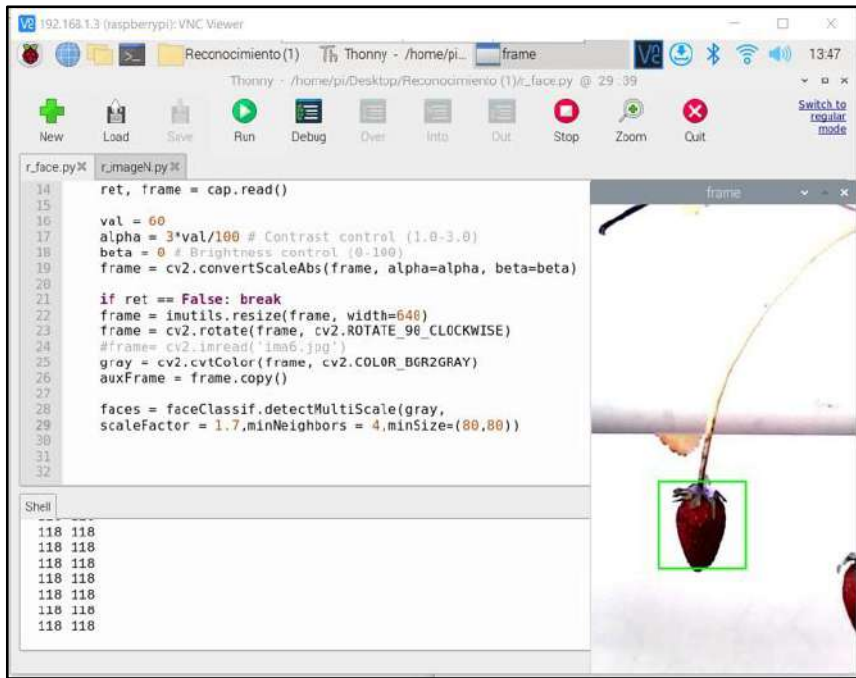 192.168.1.3 (raspberrypi): VNC Viewer
Reconocimiento (1) Thonny - /home/pi... frame 13:47
Thonny - /home/pi/Desktop/Reconocimiento (1)/r_face.py @ 29:39
New Load Save Run Debug Over Into Out Stop Zoom Quit
Switch to
regular
mode
r_face.py r_imageN.py
14 ret, frame = cap.read()
15
16 val = 60
17 alpha = 3*val/100 # Contrast control (1.0-3.0)
18 beta = 0 # Brightness control (0-100)
19 frame = cv2.convertScaleAbs(frame, alpha=alpha, beta=beta)
20
21 if ret == False: break
22 frame = imutils.resize(frame, width=640)
23 frame = cv2.rotate(frame, cv2.ROTATE_90_CLOCKWISE)
24 #frame= cv2.imread('ima6.jpg')
25 gray = cv2.cvtColor(frame, cv2.COLOR_BGR2GRAY)
26 auxFrame = frame.copy()
27
28 faces = faceClassif.detectMultiScale(gray,
29 scaleFactor = 1.7,minNeighbors = 4,minSize=(80,80))
30
31
32
frame
Shell
118 118
118 118
118 118
118 118
118 118
118 118
118 118